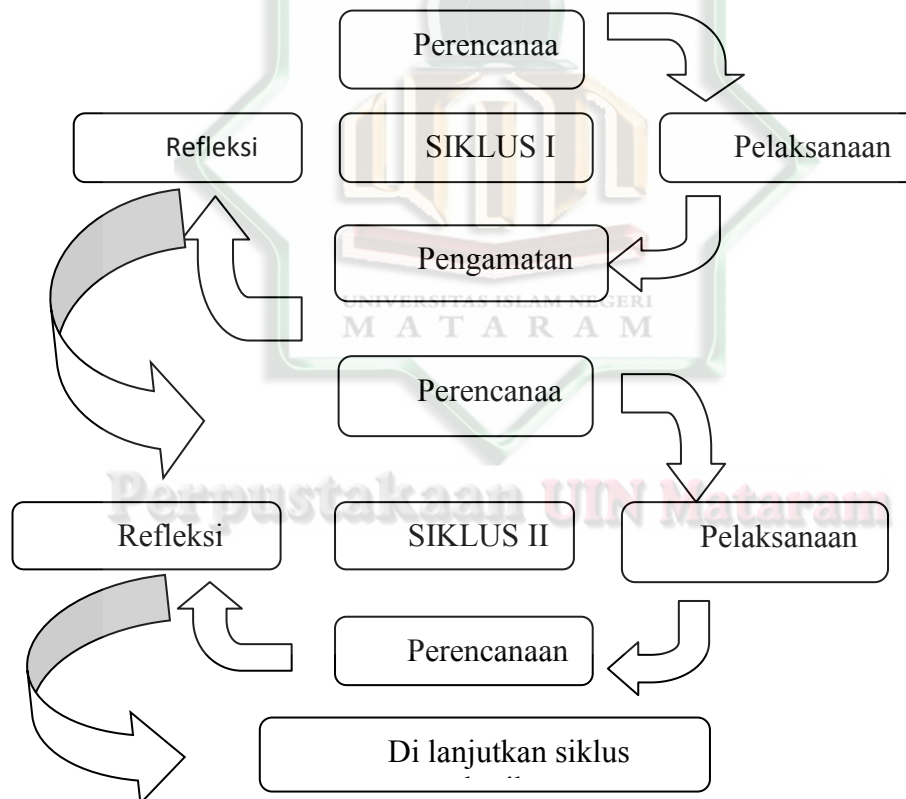 Perencanaa
Refleksi
SIKLUS I
Pelaksanaan
Pengamatan
UNIVERSITAS ISLAM NEGERI
MATARAM
Perencanaa
Perpustakaan UIN Mataram
Refleksi
SIKLUS II
Pelaksanaan
Perencanaan
Di lanjutkan siklus